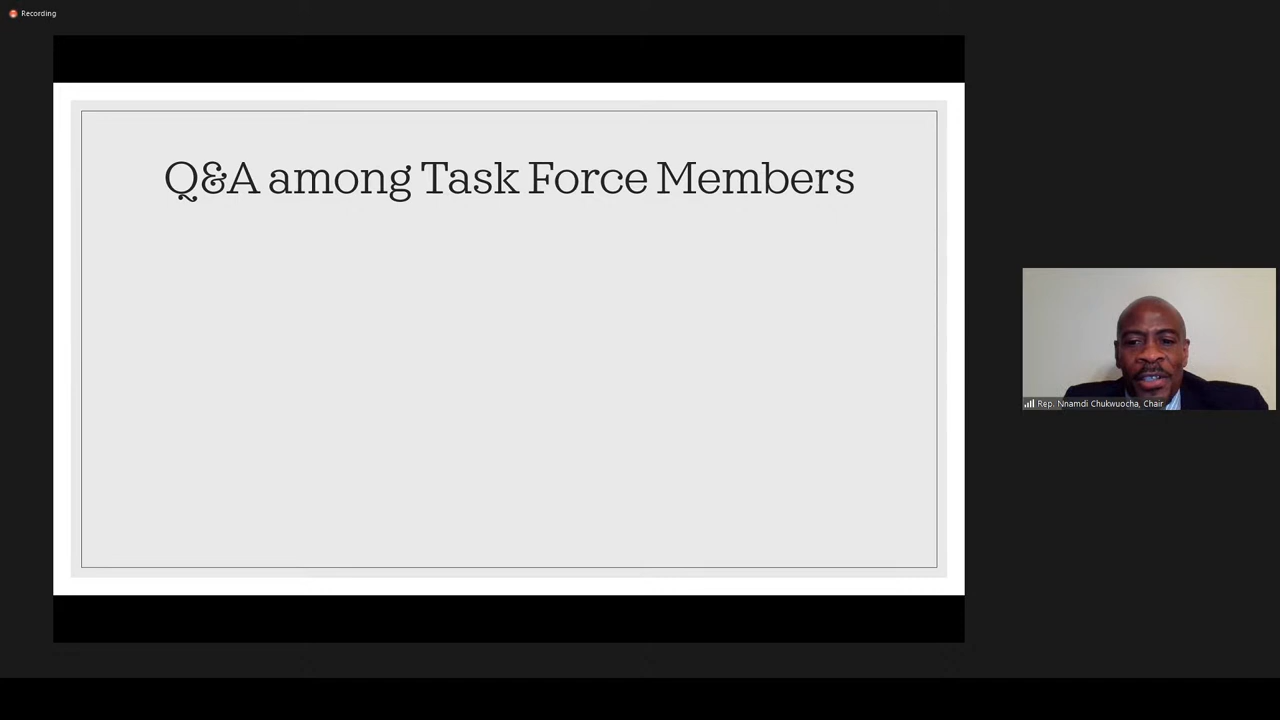 Recording
Q&A among Task Force Members
Rep. Nnamdi Chukwuocha, Chair